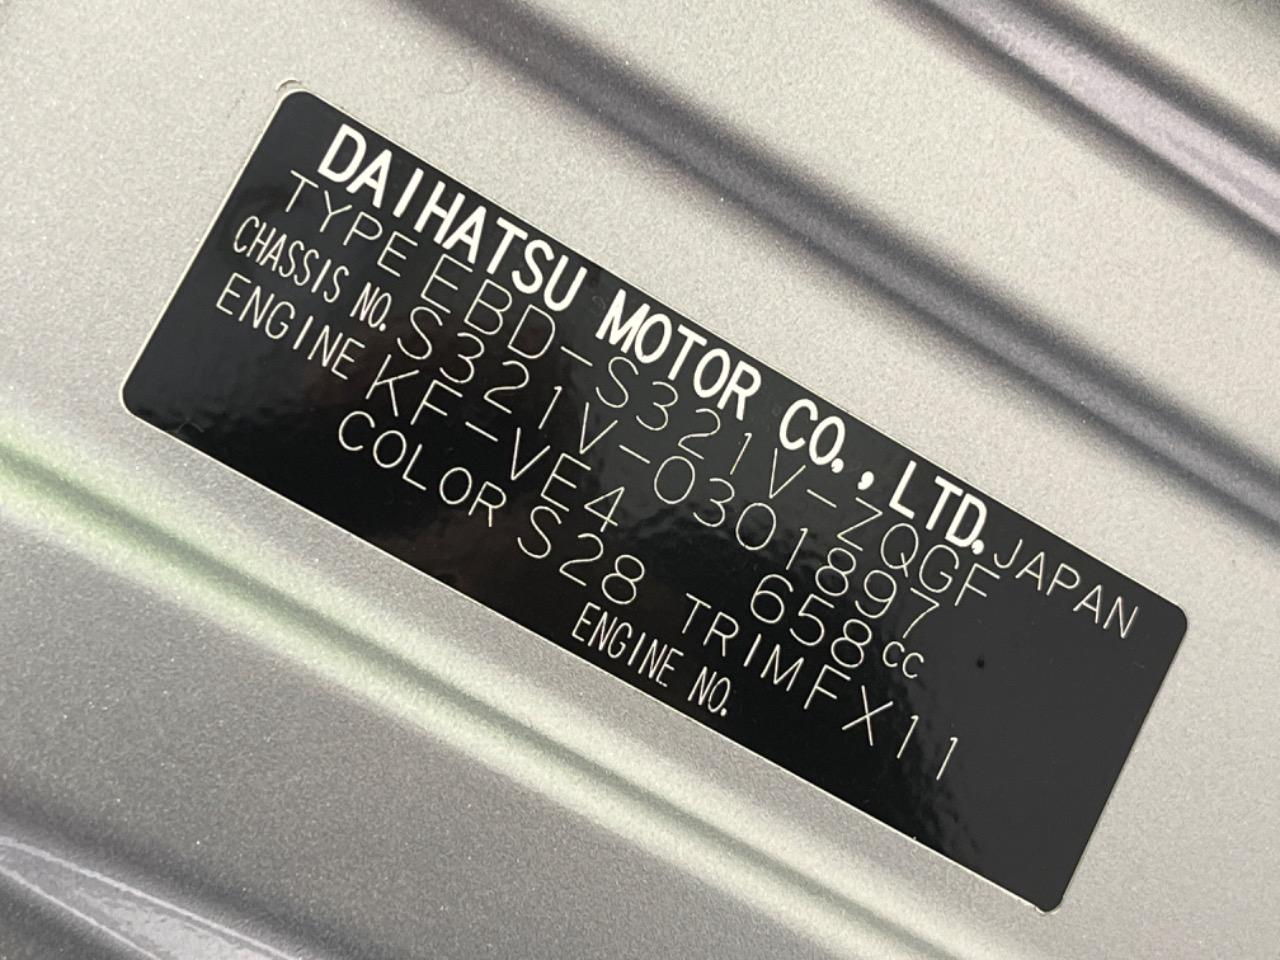 DAIHATSU MOTOR CO., LTD. JAPAN
TYPE EBD-S321V-ZQGF
CHASSIS NO. S321V-0301897
ENGINE KF-VE4 658cc
COLOR S28 TRIM FX11
ENGINE NO.